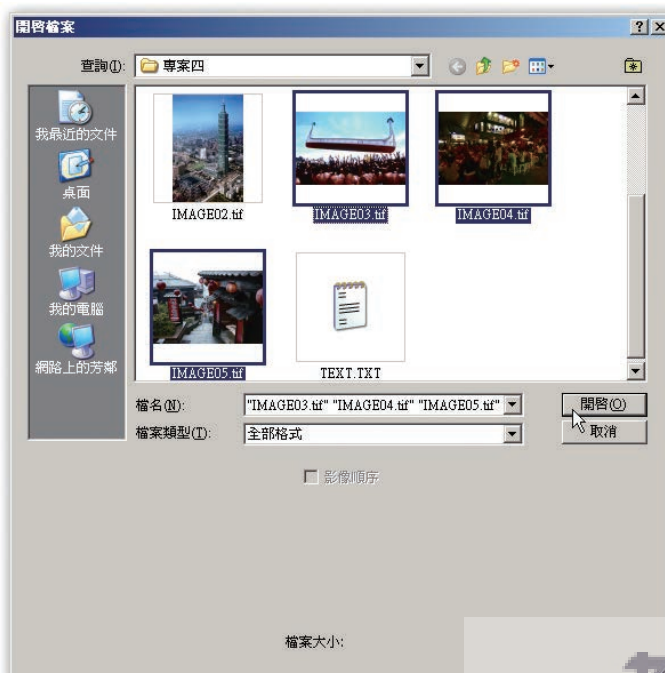 開啓檔案
查詢(I): 專案四
我最近的文件
桌面
我的文件
我的電腦
網路上的芳鄰
IMAGE02.tif IMAGE03.tif IMAGE04.tif
IMAGE05.tif TEXT.TXT
檔名(N): "IMAGE03.tif" "IMAGE04.tif" "IMAGE05.tif" 開啓(O)
檔案類型(T): 全部格式 取消
影像順序
檔案大小: